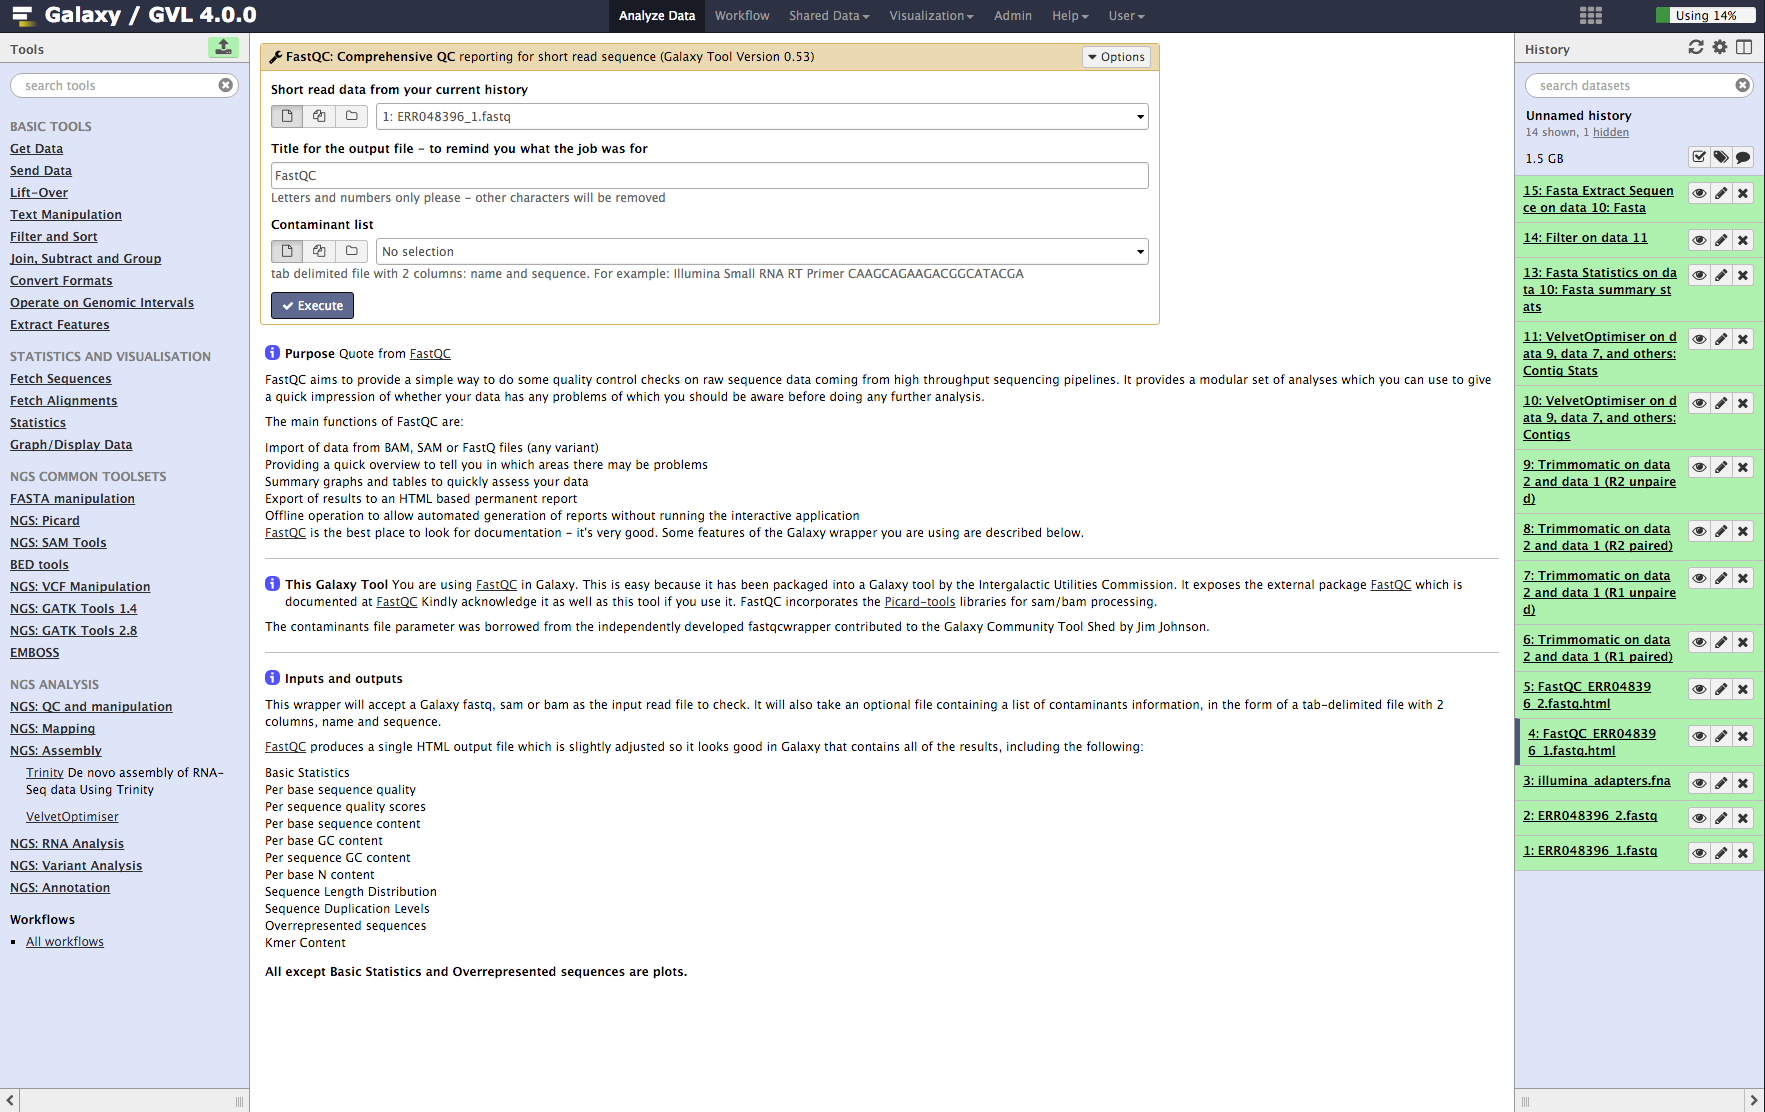 Galaxy / GVL 4.0.0
Analyze Data
Workflow
Shared Data
Visualization
Admin
Help
User
Using 14%
Tools
search tools
BASIC TOOLS
Get Data
Send Data
Lift-Over
Text Manipulation
Filter and Sort
Join, Subtract and Group
Convert Formats
Operate on Genomic Intervals
Extract Features
STATISTICS AND VISUALISATION
Fetch Sequences
Fetch Alignments
Statistics
Graph/Display Data
NGS COMMON TOOLSETS
FASTA manipulation
NGS: Picard
NGS: SAM Tools
BED tools
NGS: VCF Manipulation
NGS: GATK Tools 1.4
NGS: GATK Tools 2.8
EMBOSS
NGS ANALYSIS
NGS: QC and manipulation
NGS: Mapping
NGS: Assembly
Trinity De novo assembly of RNA-
Seq data Using Trinity
VelvetOptimiser
NGS: RNA Analysis
NGS: Variant Analysis
NGS: Annotation
Workflows
All workflows
FastQC: Comprehensive QC reporting for short read sequence (Galaxy Tool Version 0.53)
Options
Short read data from your current history
1: ERR048396_1.fastq
Title for the output file - to remind you what the job was for
FastQC
Letters and numbers only please - other characters will be removed
Contaminant list
No selection
tab delimited file with 2 columns: name and sequence. For example: Illumina Small RNA RT Primer CAAGCAGAAGACGGCATACGA
Execute
Purpose Quote from FastQC
FastQC aims to provide a simple way to do some quality control checks on raw sequence data coming from high throughput sequencing pipelines. It provides a modular set of analyses which you can use to give
a quick impression of whether your data has any problems of which you should be aware before doing any further analysis.
The main functions of FastQC are:
Import of data from BAM, SAM or FastQ files (any variant)
Providing a quick overview to tell you in which areas there may be problems
Summary graphs and tables to quickly assess your data
Export of results to an HTML based permanent report
Offline operation to allow automated generation of reports without running the interactive application
FastQC is the best place to look for documentation - it's very good. Some features of the Galaxy wrapper you are using are described below.
This Galaxy Tool You are using FastQC in Galaxy. This is easy because it has been packaged into a Galaxy tool by the Intergalactic Utilities Commission. It exposes the external package FastQC which is
documented at FastQC Kindly acknowledge it as well as this tool if you use it. FastQC incorporates the Picard-tools libraries for sam/bam processing.
The contaminants file parameter was borrowed from the independently developed fastqcwrapper contributed to the Galaxy Community Tool Shed by Jim Johnson.
Inputs and outputs
This wrapper will accept a Galaxy fastq, sam or bam as the input read file to check. It will also take an optional file containing a list of contaminants information, in the form of a tab-delimited file with 2
columns, name and sequence.
FastQC produces a single HTML output file which is slightly adjusted so it looks good in Galaxy that contains all of the results, including the following:
Basic Statistics
Per base sequence quality
Per sequence quality scores
Per base sequence content
Per base GC content
Per sequence GC content
Per base N content
Sequence Length Distribution
Sequence Duplication Levels
Overrepresented sequences
Kmer Content
All except Basic Statistics and Overrepresented sequences are plots.
History
search datasets
Unnamed history
14 shown, 1 hidden
1.5 GB
15: Fasta Extract Sequen
ce on data 10: Fasta
14: Filter on data 11
13: Fasta Statistics on da
ta 10: Fasta summary st
ats
11: VelvetOptimiser on d
ata 9, data 7, and others:
Contig Stats
10: VelvetOptimiser on d
ata 9, data 7, and others:
Contigs
9: Trimmomatic on data
2 and data 1 (R2 unpaire
d)
8: Trimmomatic on data
2 and data 1 (R2 paired)
7: Trimmomatic on data
2 and data 1 (R1 unpaire
d)
6: Trimmomatic on data
2 and data 1 (R1 paired)
5: FastQC_ERR04839
6_2.fastq.html
4: FastQC_ERR04839
6_1.fastq.html
3: illumina_adapters.fna
2: ERR048396_2.fastq
1: ERR048396_1.fastq